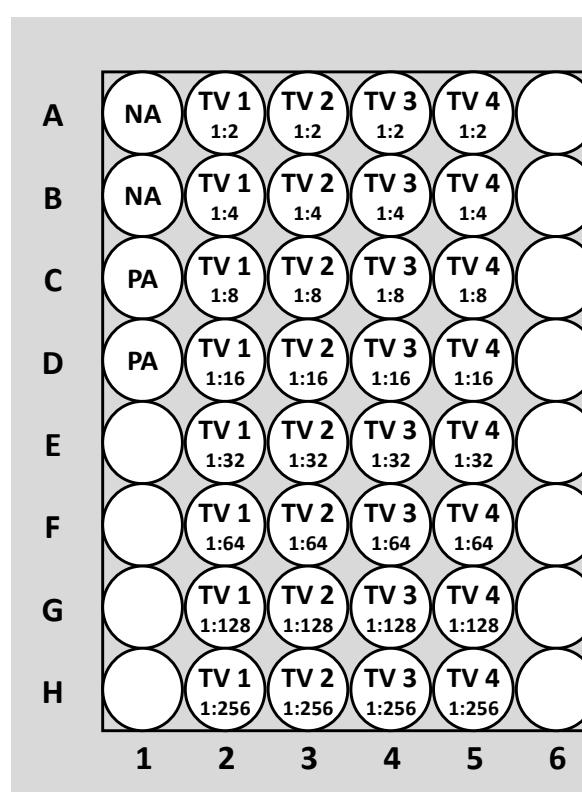 A NA TV 1 1:2 TV 2 1:2 TV 3 1:2 TV 4 1:2
B NA TV 1 1:4 TV 2 1:4 TV 3 1:4 TV 4 1:4
C PA TV 1 1:8 TV 2 1:8 TV 3 1:8 TV 4 1:8
D PA TV 1 1:16 TV 2 1:16 TV 3 1:16 TV 4 1:16
E TV 1 1:32 TV 2 1:32 TV 3 1:32 TV 4 1:32
F TV 1 1:64 TV 2 1:64 TV 3 1:64 TV 4 1:64
G TV 1 1:128 TV 2 1:128 TV 3 1:128 TV 4 1:128
H TV 1 1:256 TV 2 1:256 TV 3 1:256 TV 4 1:256
1 2 3 4 5 6